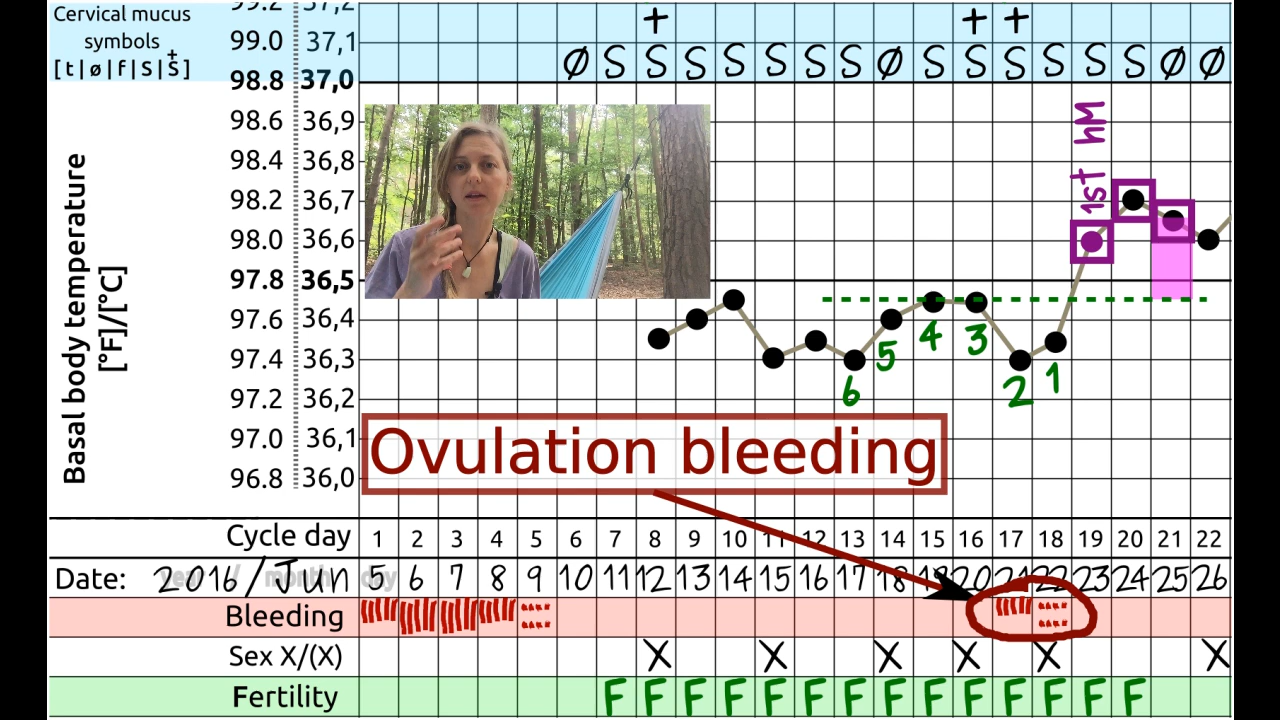 99.2 37,2
Cervical mucus + + +
symbols 99.0 37,1
[t|ø|f|S|S+] Ø S S S S S S S Ø S S S S S S Ø Ø
98.8 37,0
98.6 36,9
98.4 36,8
98.2 36,7
98.0 36,6
97.8 36,5
97.6 36,4
97.4 36,3
97.2 36,2
97.0 36,1
96.8 36,0
Basal body temperature
[°F]/[°C]
1st hM
6 5 4 3 2 1
Ovulation bleeding
Cycle day 1 2 3 4 5 6 7 8 9 10 11 12 13 14 15 16 17 18 19 20 21 22
Date: 2016/Jun 5 6 7 8 9 10 11 12 13 14 15 16 17 18 19 20 21 22 23 24 25 26
year / month day
Bleeding
Sex X/(X) X X X X X X
Fertility F F F F F F F F F F F F F F